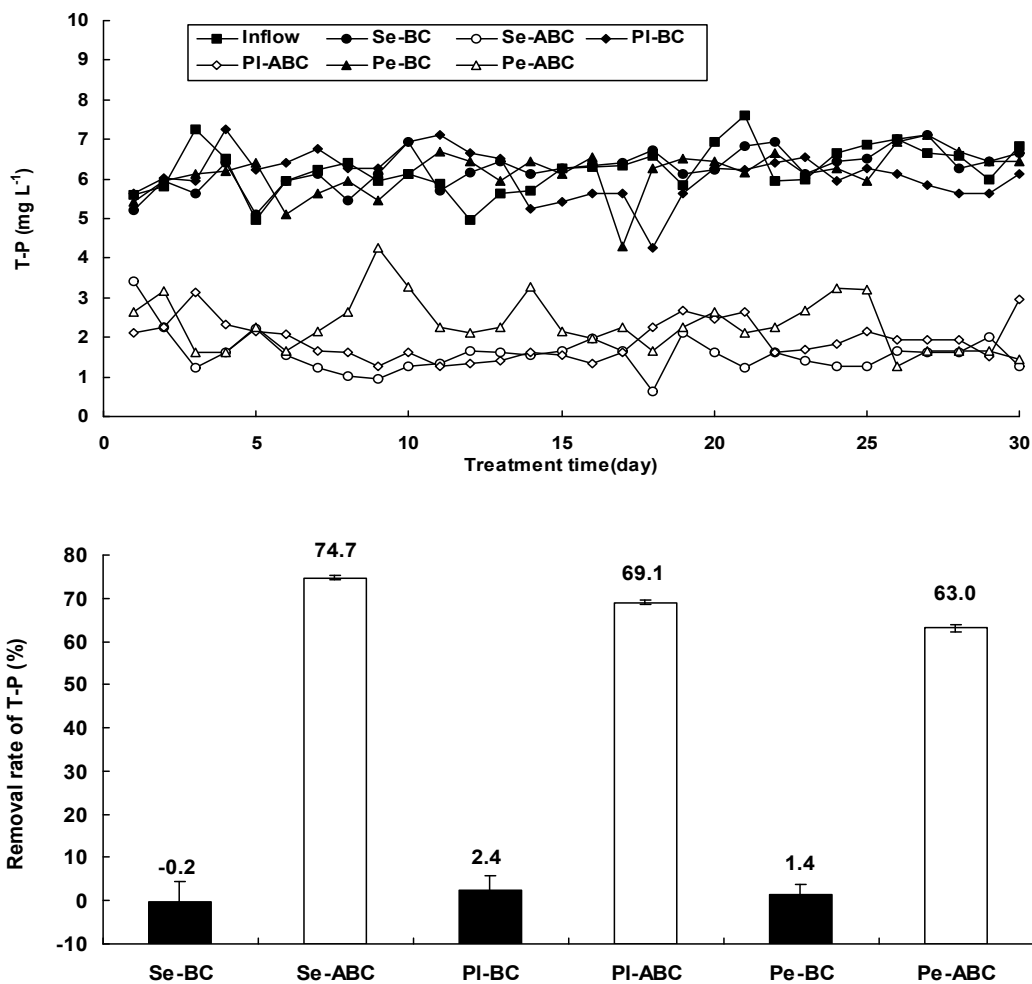 10
9
8
7
6
5
4
3
2
1
0
T-P (mg L-1)
Inflow Se-BC Se-ABC Pl-BC
Pl-ABC Pe-BC Pe-ABC
0 5 10 15 20 25 30
Treatment time(day)
80
70
60
50
40
30
20
10
0
-10
Removal rate of T-P (%)
-0.2 74.7 2.4 69.1 1.4 63.0
Se-BC Se-ABC Pl-BC Pl-ABC Pe-BC Pe-ABC